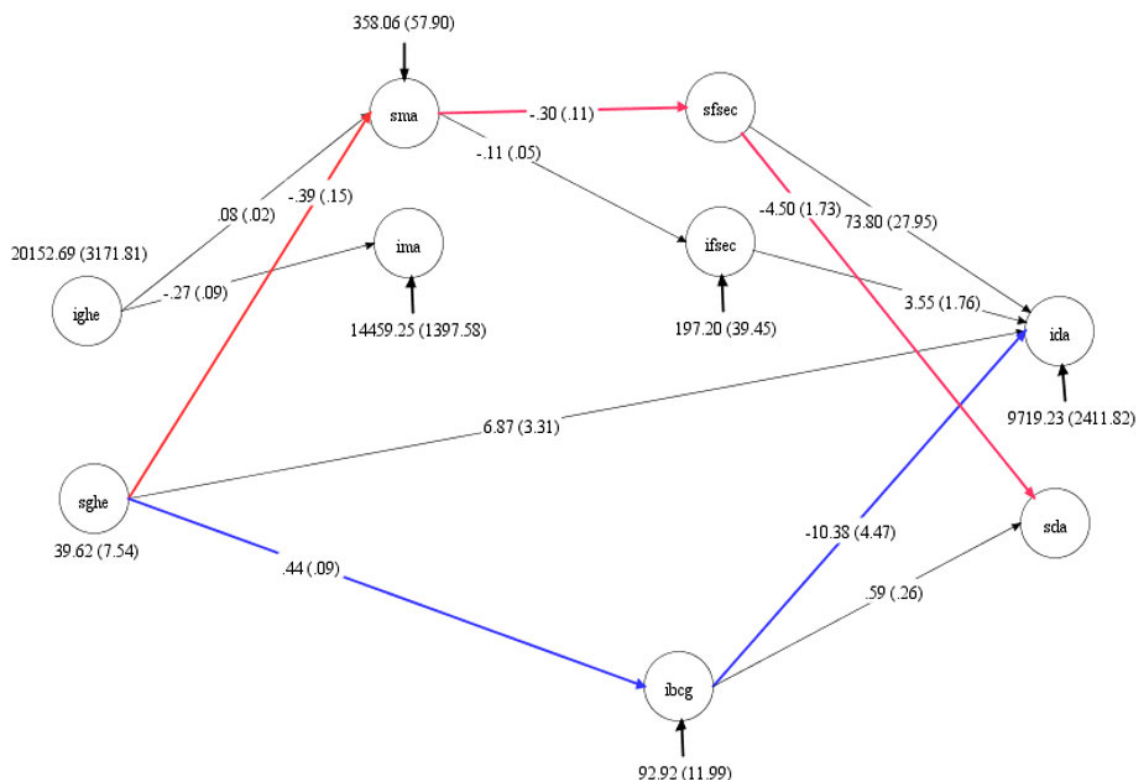 358.06 (57.90)
sma
sfsec
-.30 (.11)
-.11 (.05)
-.39 (.15)
-4.50 (1.73)
73.80 (27.95)
.08 (.02)
20152.69 (3171.81)
ima
ifsec
-.27 (.09)
ighe
3.55 (1.76)
14459.25 (1397.58)
197.20 (39.45)
ida
9719.23 (2411.82)
6.87 (3.31)
sghe
sda
-10.38 (4.47)
39.62 (7.54)
.44 (.09)
.59 (.26)
ibcg
92.92 (11.99)